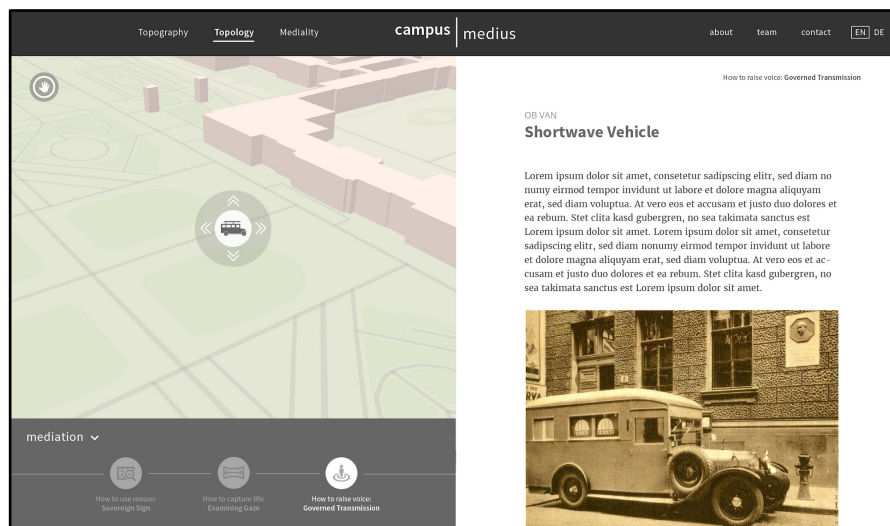 Topography Topology Mediality
campus medius
about team contact EN DE
How to raise voice: Governed Transmission
OB VAN
Shortwave Vehicle
Lorem ipsum dolor sit amet, consetetur sadipscing elitr, sed diam no
numy eirmod tempor invidunt ut labore et dolore magna aliquyam
erat, sed diam voluptua. At vero eos et accusam et justo duo dolores et
ea rebum. Stet clita kasd gubergren, no sea takimata sanctus est
Lorem ipsum dolor sit amet. Lorem ipsum dolor sit amet, consetetur
sadipscing elitr, sed diam nonumy eirmod tempor invidunt ut labore
et dolore magna aliquyam erat, sed diam voluptua. At vero eos et ac-
cusam et justo duo dolores et ea rebum. Stet clita kasd gubergren, no
sea takimata sanctus est Lorem ipsum dolor sit amet.
mediation
How to use reason:
Sovereign Sign
How to capture life:
Examining Gaze
How to raise voice:
Governed Transmission